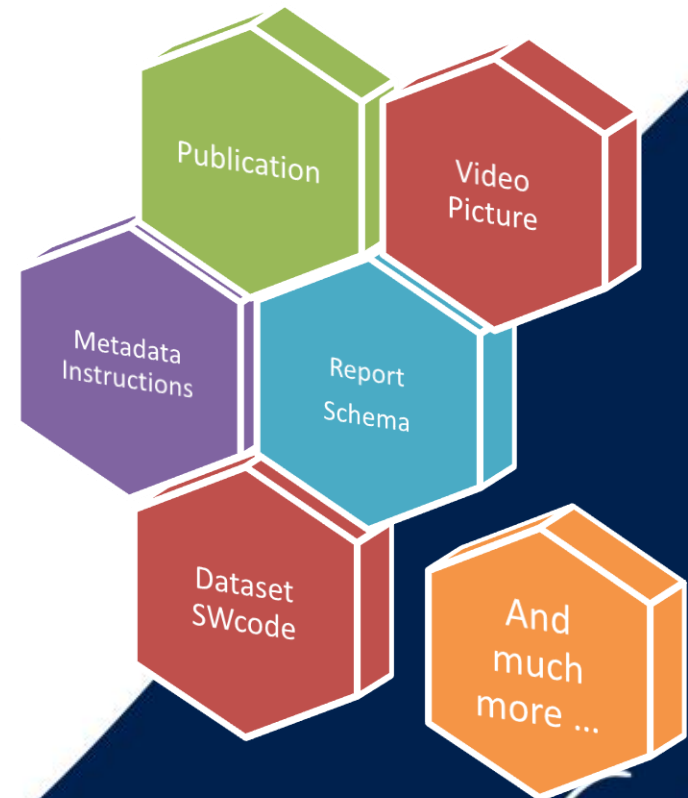 Publication
Video
Picture
Metadata
Instructions
Report
Schema
Dataset
SWcode
And
much
more ...